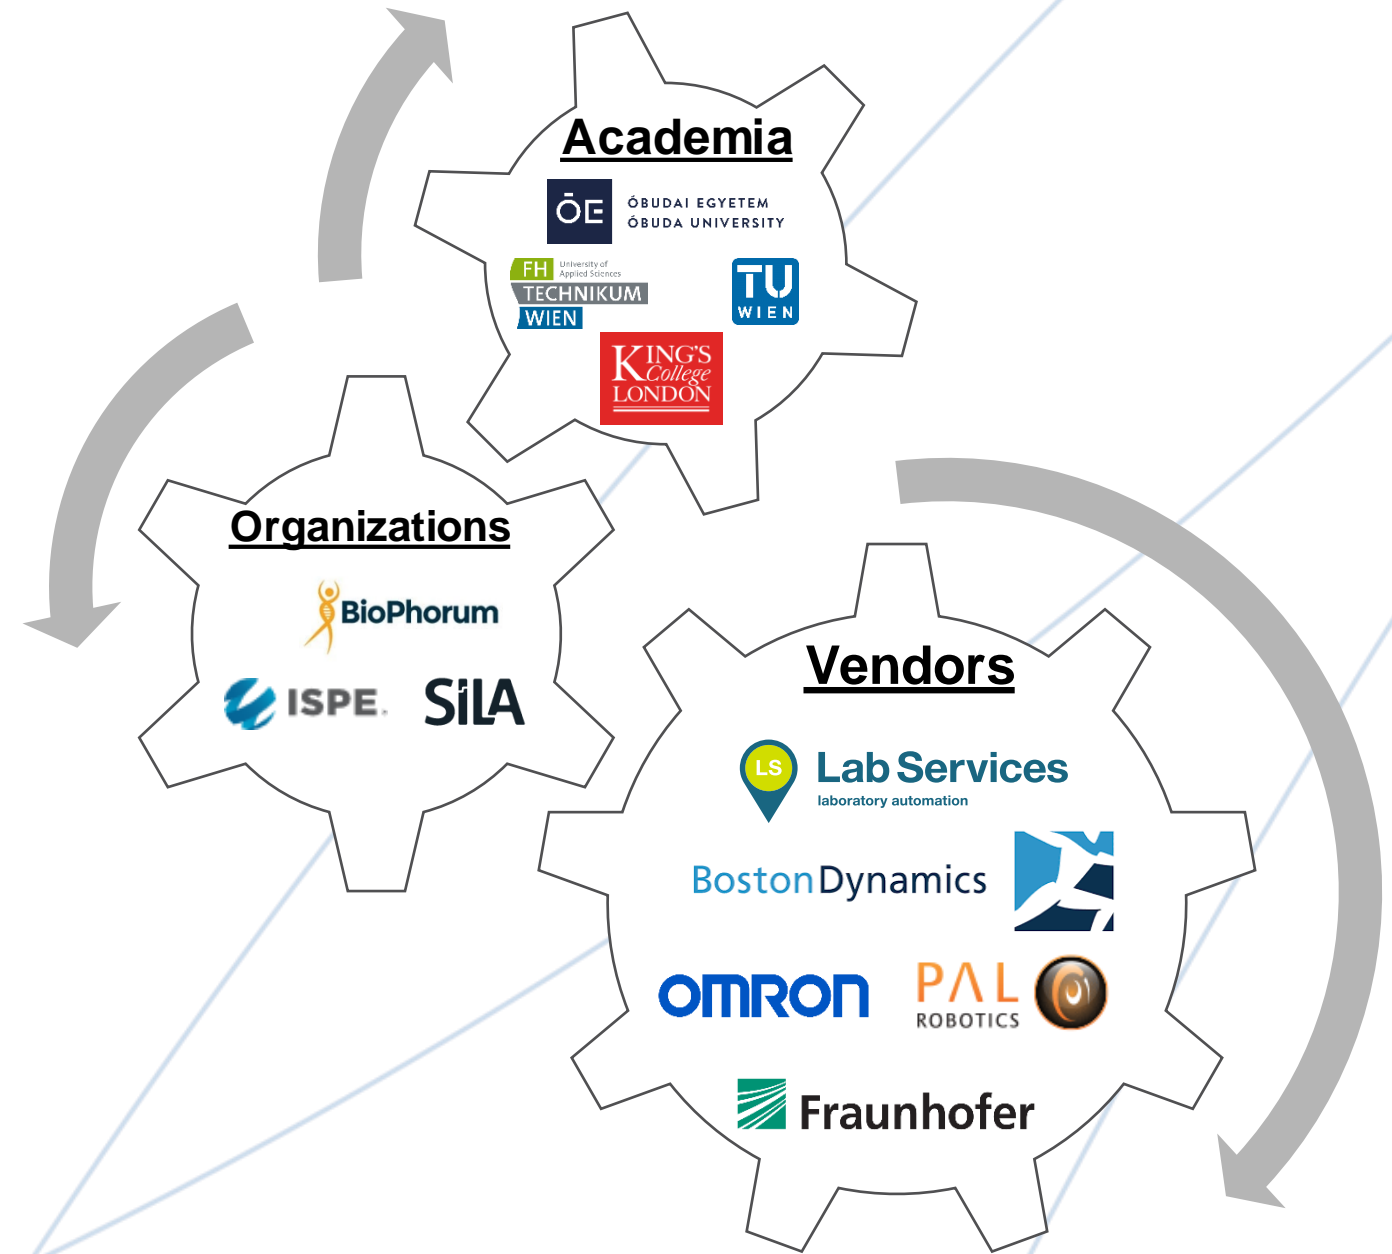 Academia
ŌE
ÓBUDAI EGYETEM
ÓBUDA UNIVERSITY
FH University of
Applied Sciences
TECHNIKUM
WIEN
TU
WIEN
KING'S
College
LONDON
Organizations
BioPhorum
ISPE.
SiLA
Vendors
LS
Lab Services
laboratory automation
BostonDynamics
OMRON
PAL
ROBOTICS
Fraunhofer